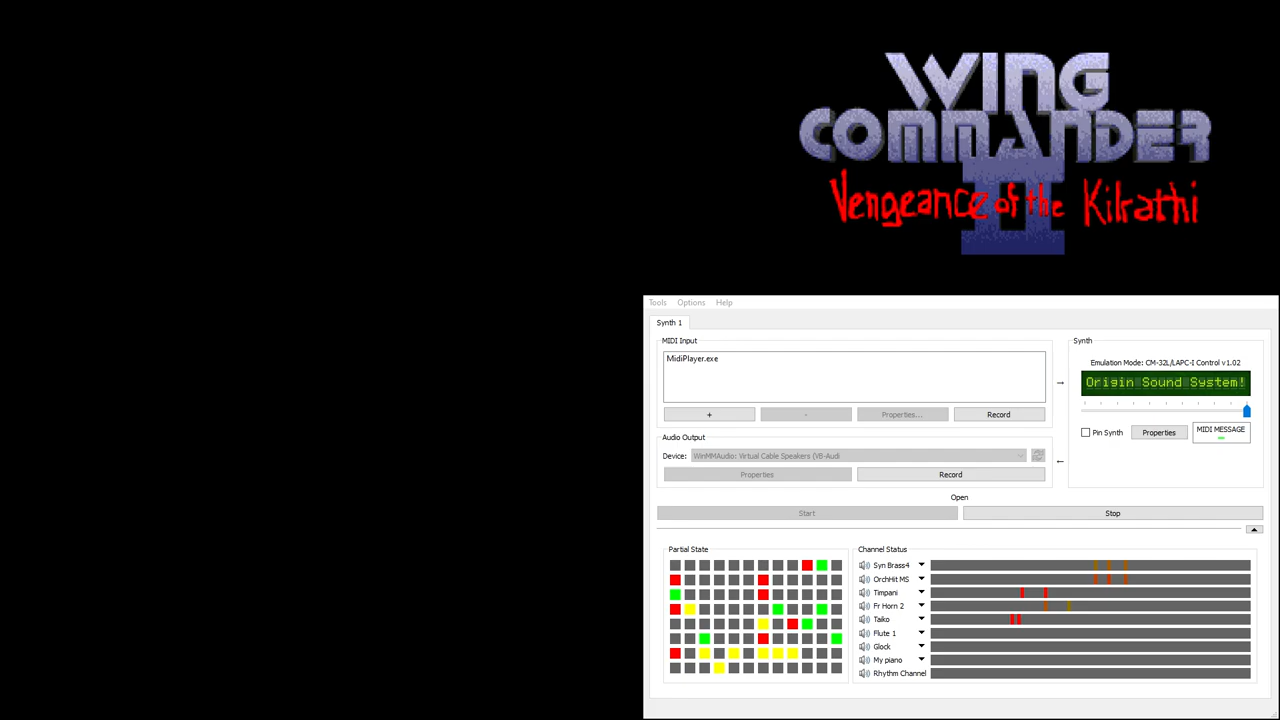 WING
COMMANDER
II
Vengeance of the Kilrathi
Tools Options Help
Synth 1
MIDI Input
MidiPlayer.exe
+ - Properties... Record
Synth
Emulation Mode: CM-32L/LAPC-I Control v1.02
Origin Sound System!
Pin Synth Properties MIDI MESSAGE
Audio Output
Device: WinMMAudio: Virtual Cable Speakers (VB-Audi
Properties Record
Open
Start Stop
Partial State
Channel Status
Syn Brass4
OrchHit MS
Timpani
Fr Horn 2
Taiko
Flute 1
Glock
My piano
Rhythm Channel